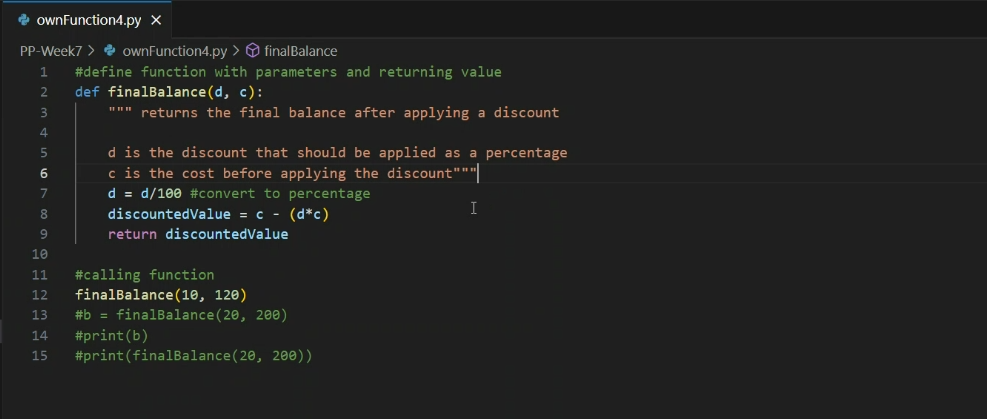 ownFunction4.py ×
PP-Week7 > ownFunction4.py > finalBalance
1 #define function with parameters and returning value
2 def finalBalance(d, c):
3 """ returns the final balance after applying a discount
4
5 d is the discount that should be applied as a percentage
6 c is the cost before applying the discount"""
7 d = d/100 #convert to percentage
8 discountedValue = c - (d*c)
9 return discountedValue
10
11 #calling function
12 finalBalance(10, 120)
13 #b = finalBalance(20, 200)
14 #print(b)
15 #print(finalBalance(20, 200))